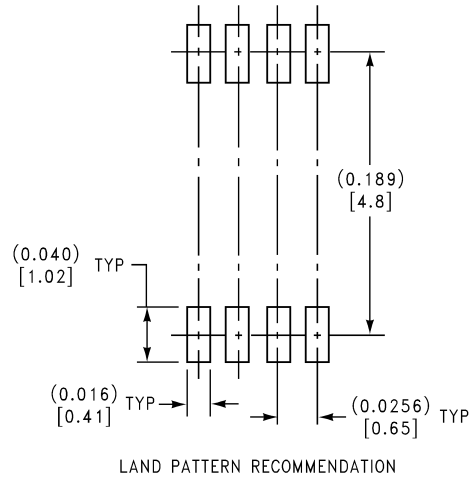 (0.189)
[4.8]
(0.040)
[1.02]
TYP
(0.016)
[0.41]
TYP
(0.0256)
[0.65]
TYP
LAND PATTERN RECOMMENDATION